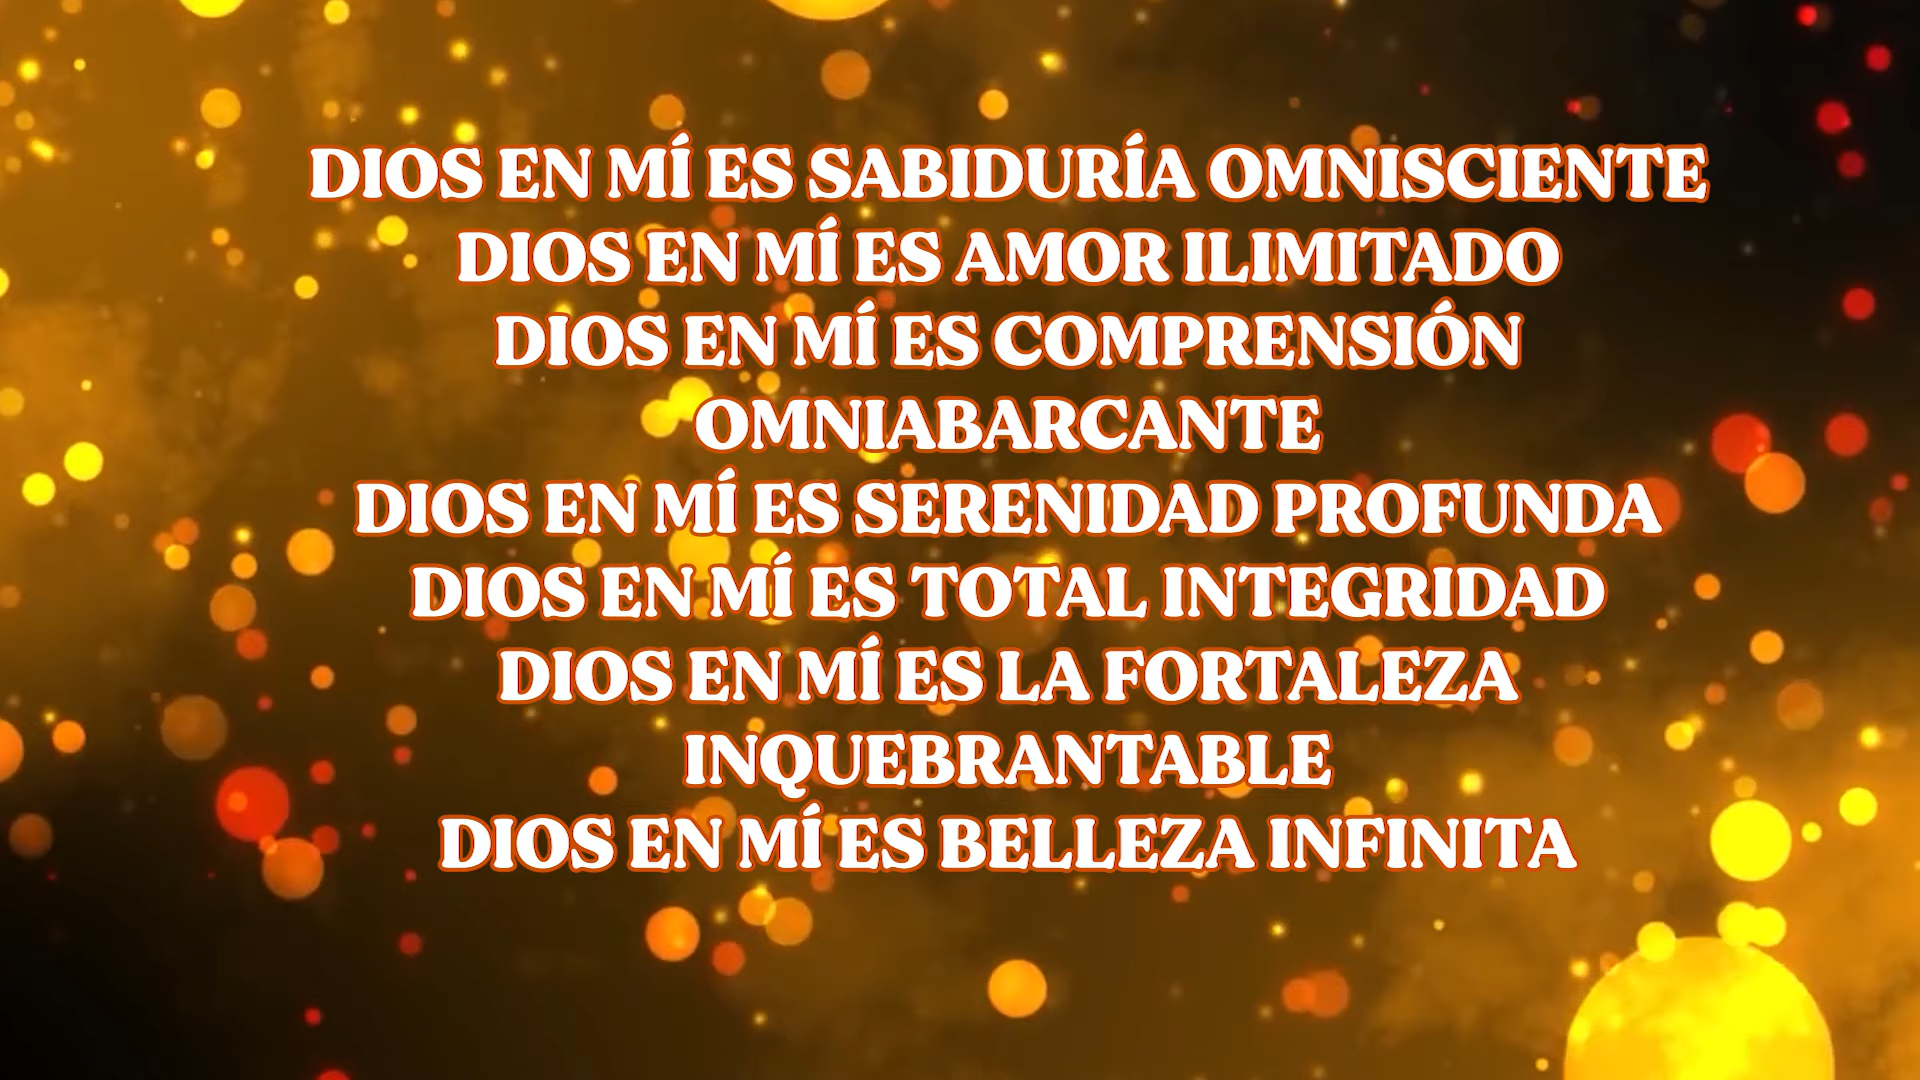 DIOS EN MÍ ES SABIDURÍA OMNISCIENTE
DIOS EN MÍ ES AMOR ILIMITADO
DIOS EN MÍ ES COMPRENSIÓN
OMNIABARCANTE
DIOS EN MÍ ES SERENIDAD PROFUNDA
DIOS EN MÍ ES TOTAL INTEGRIDAD
DIOS EN MÍ ES LA FORTALEZA
INQUEBRANTABLE
DIOS EN MÍ ES BELLEZA INFINITA